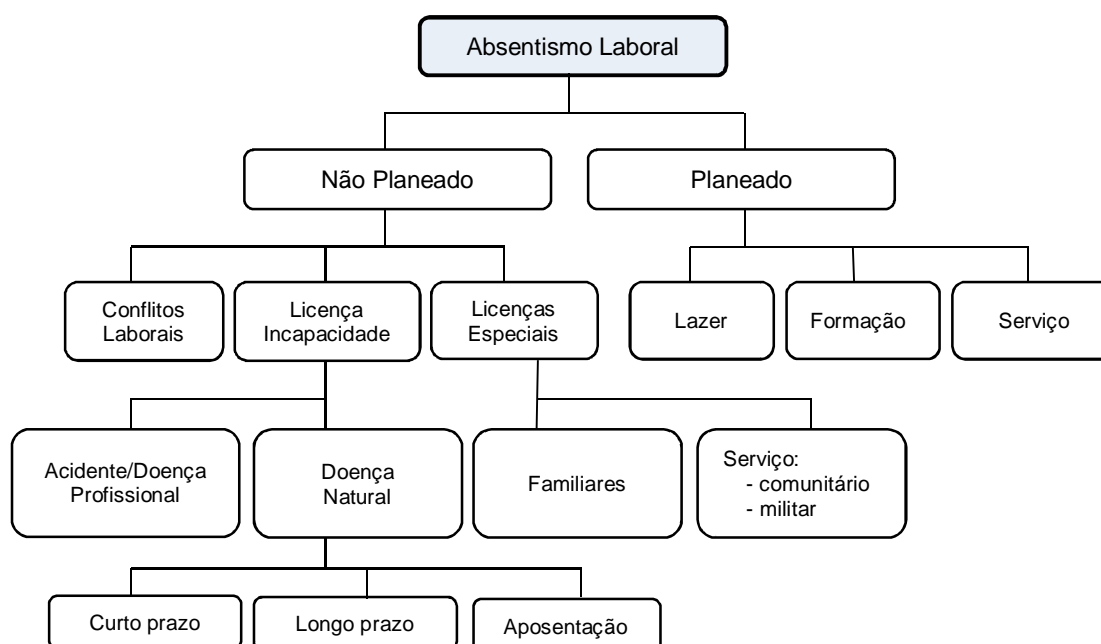 Absentismo Laboral
Não Planeado
Planeado
Conflitos
Laborais
Licença
Incapacidade
Licenças
Especiais
Lazer
Formação
Serviço
Acidente/Doença
Profissional
Doença
Natural
Familiares
Serviço:
- comunitário
- militar
Curto prazo
Longo prazo
Aposentação